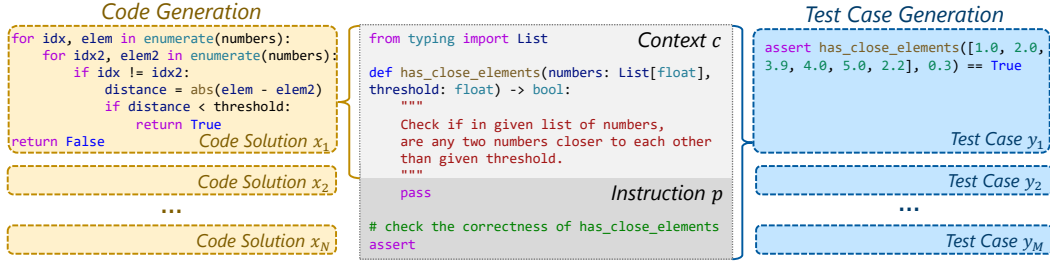 Code Generation
for idx, elem in enumerate(numbers):
    for idx2, elem2 in enumerate(numbers):
        if idx != idx2:
            distance = abs(elem - elem2)
            if distance < threshold:
                return True
return False
Code Solution x1
Code Solution x2
...
Code Solution xN
from typing import List
Context c
def has_close_elements(numbers: List[float],
threshold: float) -> bool:
    """
    Check if in given list of numbers,
    are any two numbers closer to each other
    than given threshold.
    """
    pass
Instruction p
# check the correctness of has_close_elements
assert
Test Case Generation
assert has_close_elements([1.0, 2.0,
3.9, 4.0, 5.0, 2.2], 0.3) == True
Test Case y1
Test Case y2
...
Test Case yM